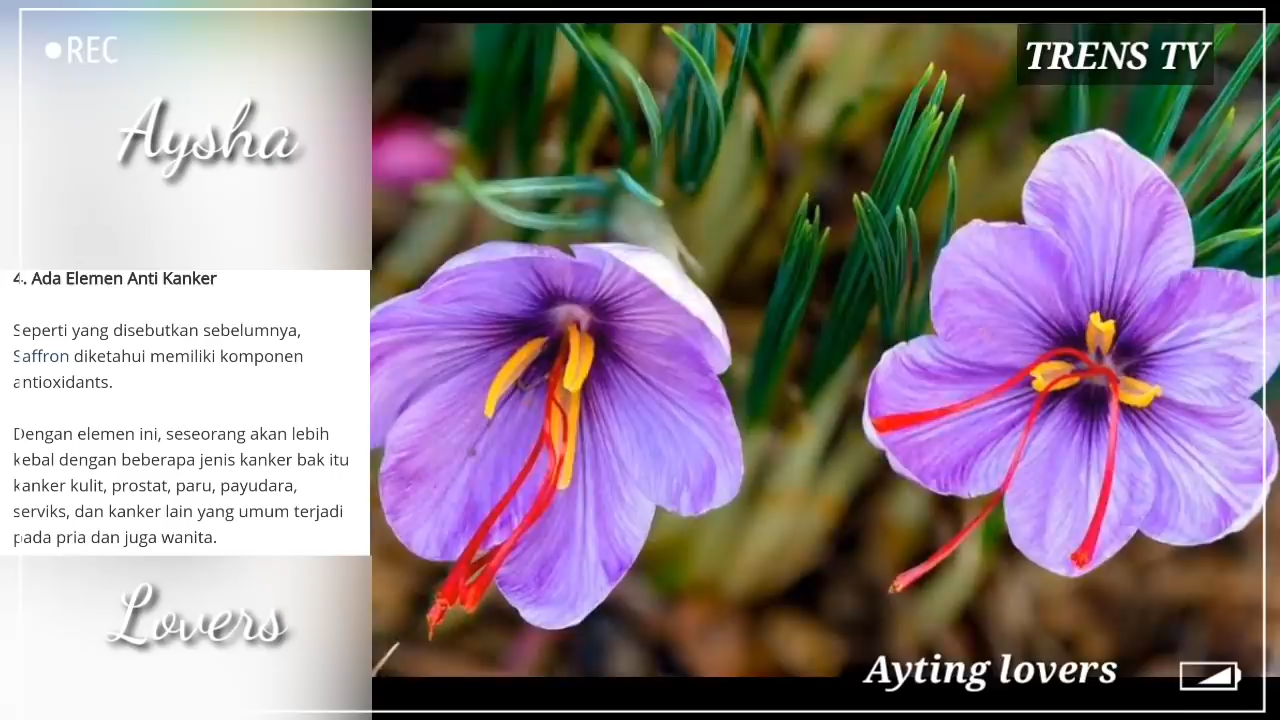 REC
Aysha
4. Ada Elemen Anti Kanker
Seperti yang disebutkan sebelumnya,
Saffron diketahui memiliki komponen
antioxidants.
Dengan elemen ini, seseorang akan lebih
kebal dengan beberapa jenis kanker bak itu
kanker kulit, prostat, paru, payudara,
serviks, dan kanker lain yang umum terjadi
pada pria dan juga wanita.
Lovers
TRENS TV
Ayting lovers